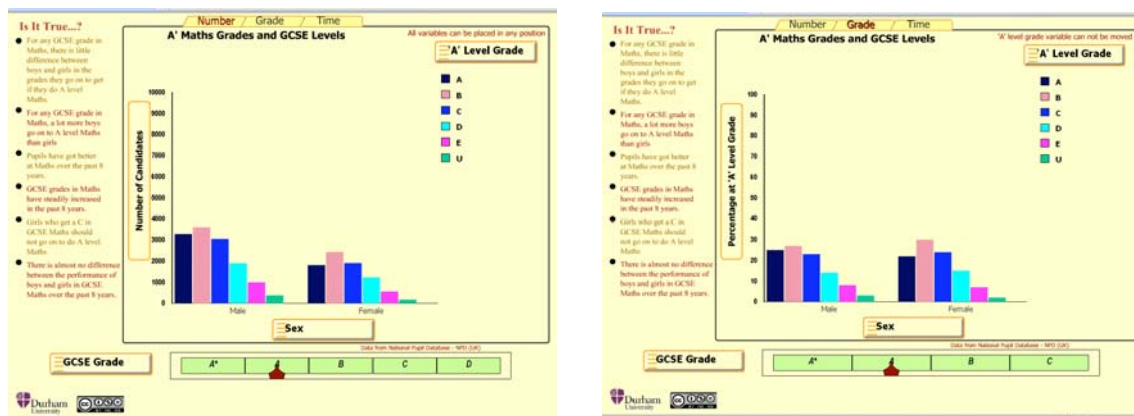 Is It True...?
For any GCSE grade in
Maths, there is little
difference between
boys and girls in the
grades they go on to get
if they do A level
Maths.
For any GCSE grade in
Maths, a lot more boys
go on to A level Maths
than girls
Pupils have got better
at Maths over the past 8
years.
GCSE grades in Maths
have steadily increased
in the past 8 years.
Girls who get a C in
GCSE Maths should
not go on to do A level
Maths
There is almost no difference
between the performance of
boys and girls in GCSE
Maths over the past 8 years.
Number / Grade / Time
A' Maths Grades and GCSE Levels
All variables can be placed in any position
'A' Level Grade
A
B
C
D
E
U
Number of Candidates
10000
9000
8000
7000
6000
5000
4000
3000
2000
1000
0
Male
Female
Sex
Data from National Pupil Database - NPD (UK)
GCSE Grade
A*
A
B
C
D
Durham
University
Is It True...?
For any GCSE grade in
Maths, there is little
difference between
boys and girls in the
grades they go on to get
if they do A level
Maths.
For any GCSE grade in
Maths, a lot more boys
go on to A level Maths
than girls
Pupils have got better
at Maths over the past 8
years.
GCSE grades in Maths
have steadily increased
in the past 8 years.
Girls who get a C in
GCSE Maths should
not go on to do A level
Maths
There is almost no difference
between the performance of
boys and girls in GCSE
Maths over the past 8 years.
Number / Grade / Time
A' Maths Grades and GCSE Levels
'A' level grade variable can not be moved
'A' Level Grade
A
B
C
D
E
U
Percentage at 'A' Level Grade
100
90
80
70
60
50
40
30
20
10
0
Male
Female
Sex
Data from National Pupil Database - NPD (UK)
GCSE Grade
A*
A
B
C
Durham
University